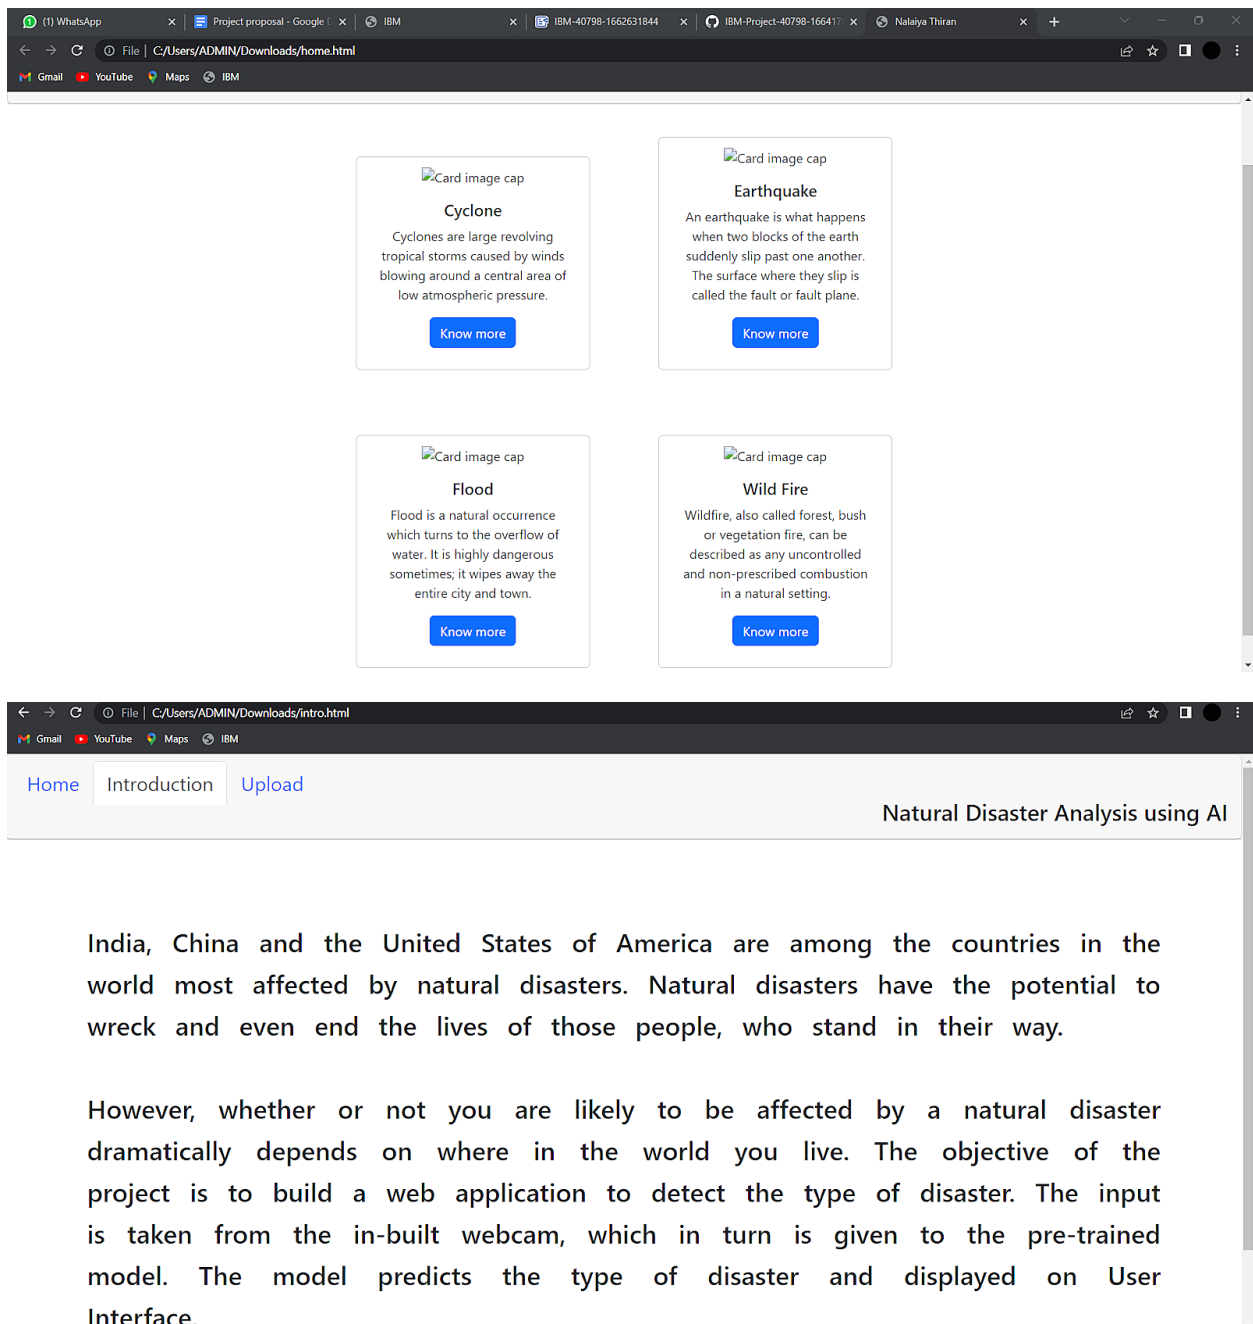 (1) WhatsApp
Project proposal - Google D
IBM
IBM-40798-1662631844
IBM-Project-40798-166417
Nalaiya Thiran
File | C:/Users/ADMIN/Downloads/home.html
Gmail YouTube Maps IBM
Card image cap
Cyclone
Cyclones are large revolving
tropical storms caused by winds
blowing around a central area of
low atmospheric pressure.
Know more
Card image cap
Earthquake
An earthquake is what happens
when two blocks of the earth
suddenly slip past one another.
The surface where they slip is
called the fault or fault plane.
Know more
Card image cap
Flood
Flood is a natural occurrence
which turns to the overflow of
water. It is highly dangerous
sometimes; it wipes away the
entire city and town.
Know more
Card image cap
Wild Fire
Wildfire, also called forest, bush
or vegetation fire, can be
described as any uncontrolled
and non-prescribed combustion
in a natural setting.
Know more
File | C:/Users/ADMIN/Downloads/intro.html
Gmail YouTube Maps IBM
Home Introduction Upload
Natural Disaster Analysis using AI
India, China and the United States of America are among the countries in the
world most affected by natural disasters. Natural disasters have the potential to
wreck and even end the lives of those people, who stand in their way.
However, whether or not you are likely to be affected by a natural disaster
dramatically depends on where in the world you live. The objective of the
project is to build a web application to detect the type of disaster. The input
is taken from the in-built webcam, which in turn is given to the pre-trained
model. The model predicts the type of disaster and displayed on User
Interface.